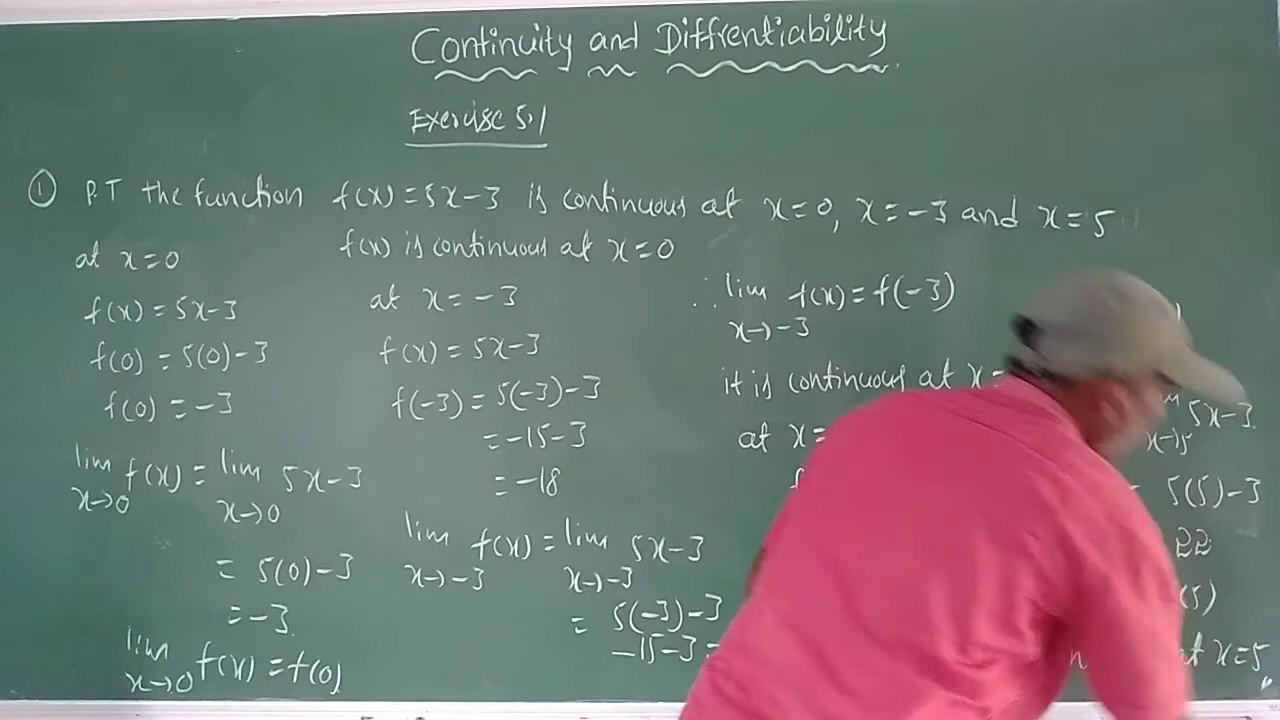 Continuity and Diffrentiability
Exercise 5.1
① P.T the function f(x) = 5x-3 is continuous at x=0, x=-3 and x=5
at x=0
f(x) = 5x-3
f(0) = 5(0)-3
f(0) = -3
lim f(x) = lim 5x-3
x→0 x→0
= 5(0)-3
= -3
lim f(x) = f(0)
x→0
f(x) is continuous at x=0
at x = -3
f(x) = 5x-3
f(-3) = 5(-3)-3
= -15-3
= -18
lim f(x) = lim 5x-3
x→-3 x→-3
= 5(-3)-3
-15-3 =
∴ lim f(x) = f(-3)
x→-3
it is continuous at x=
at x=
5x-3
x→5
5(5)-3
22
(5)
at x=5